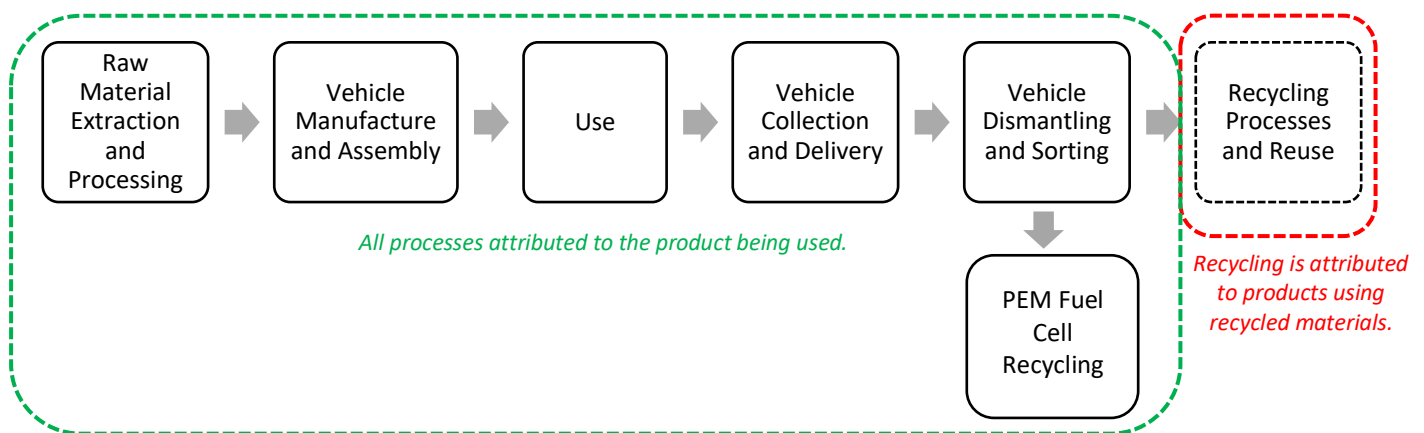 Raw
Material
Extraction
and
Processing
Vehicle
Manufacture
and Assembly
Use
Vehicle
Collection
and Delivery
Vehicle
Dismantling
and Sorting
Recycling
Processes
and Reuse
All processes attributed to the product being used.
PEM Fuel
Cell
Recycling
Recycling is attributed
to products using
recycled materials.